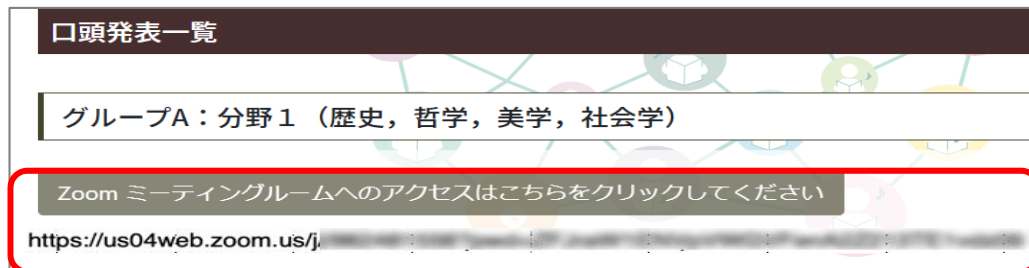 口頭発表一覧
グループA：分野１（歴史，哲学，美学，社会学）
Zoom ミーティングルームへのアクセスはこちらをクリックしてください
https://us04web.zoom.us/j